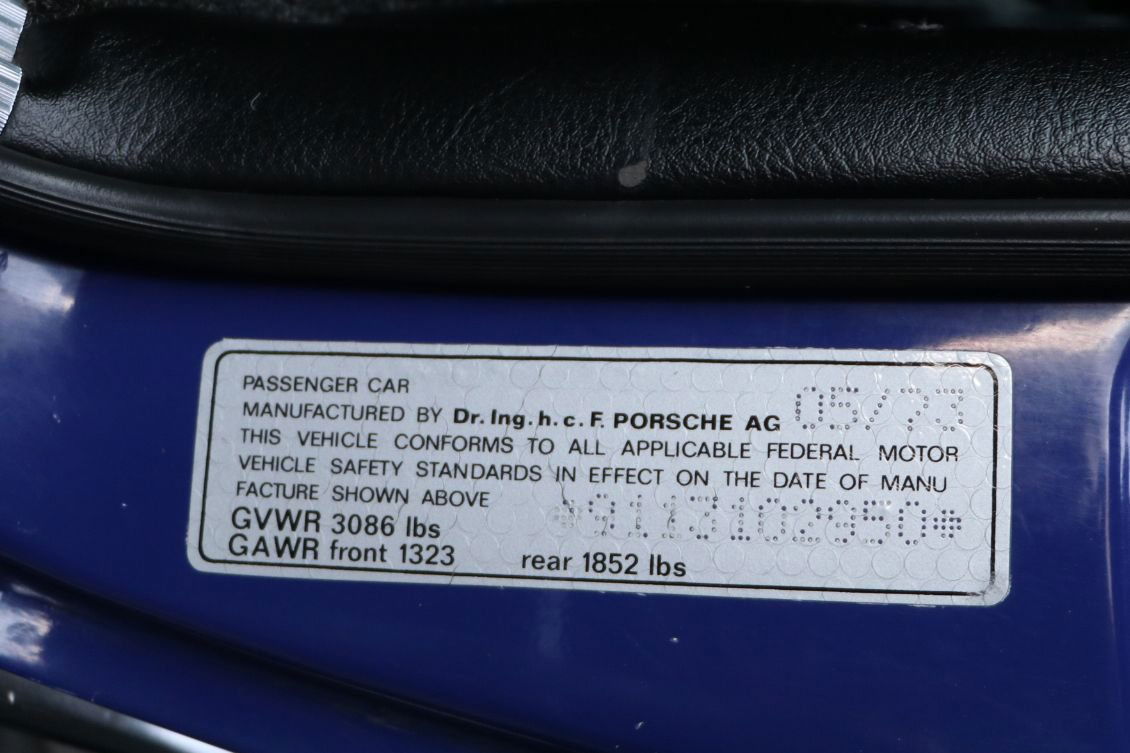 PASSENGER CAR
MANUFACTURED BY Dr. Ing. h. c. F. PORSCHE AG 05/73
THIS VEHICLE CONFORMS TO ALL APPLICABLE FEDERAL MOTOR
VEHICLE SAFETY STANDARDS IN EFFECT ON THE DATE OF MANU
FACTURE SHOWN ABOVE *9113102950*
GVWR 3086 lbs
GAWR front 1323 rear 1852 lbs